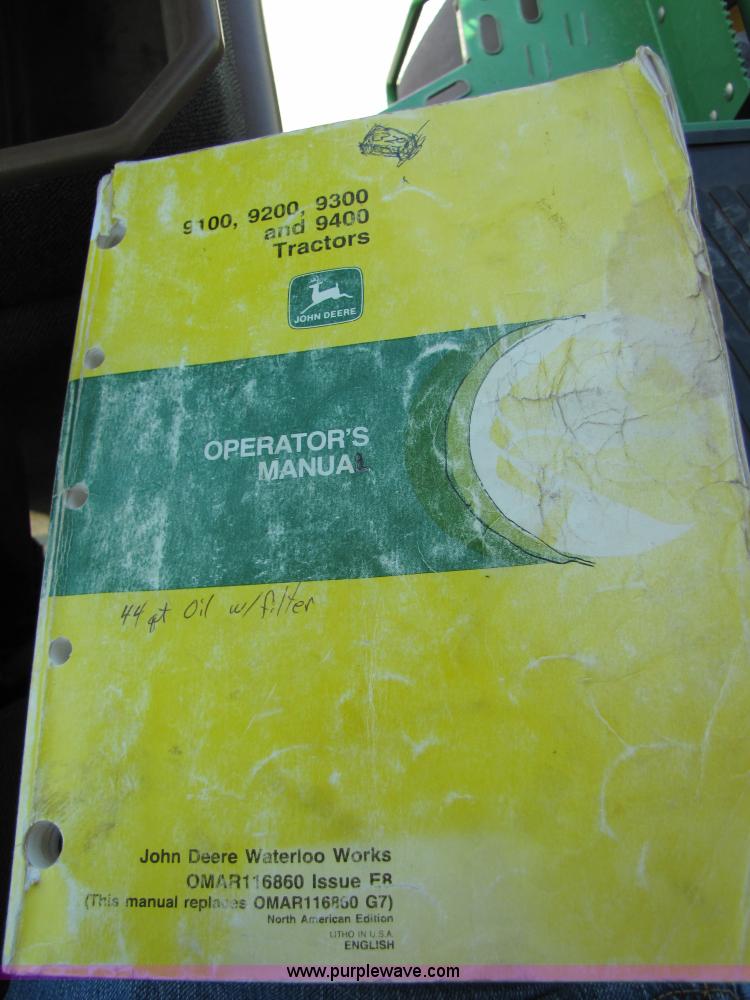 9100, 9200, 9300
and 9400
Tractors
JOHN DEERE
OPERATOR'S
MANUAL
44 qt Oil w/filter
John Deere Waterloo Works
OMAR116860 Issue E8
(This manual replaces OMAR116860 G7)
North American Edition
LITHO IN U.S.A.
ENGLISH
www.purplewave.com